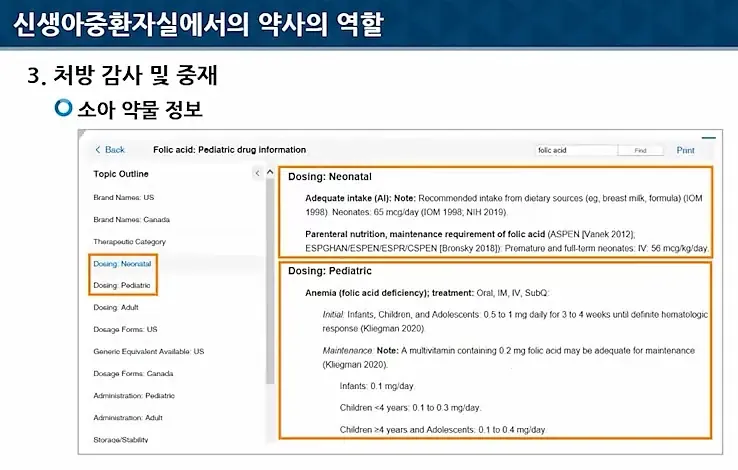 신생아중환자실에서의 약사의 역할
3. 처방 감사 및 중재
소아 약물 정보
Back
Folic acid: Pediatric drug information
folic acid
Find
Print
Topic Outline
Brand Names: US
Brand Names: Canada
Therapeutic Category
Dosing: Neonatal
Dosing: Pediatric
Dosing: Adult
Dosage Forms: US
Generic Equivalent Available: US
Dosage Forms: Canada
Administration: Pediatric
Administration: Adult
Storage/Stability
Dosing: Neonatal
Adequate intake (AI): Note: Recommended intake from dietary sources (eg, breast milk, formula) (IOM
1998). Neonates: 65 mcg/day (IOM 1998; NIH 2019).
Parenteral nutrition, maintenance requirement of folic acid (ASPEN [Vanek 2012];
ESPGHAN/ESPEN/ESPR/CSPEN [Bronsky 2018]): Premature and full-term neonates: IV: 56 mcg/kg/day.
Dosing: Pediatric
Anemia (folic acid deficiency); treatment: Oral, IM, IV, SubQ:
Initial: Infants, Children, and Adolescents: 0.5 to 1 mg daily for 3 to 4 weeks until definite hematologic
response (Kliegman 2020).
Maintenance: Note: A multivitamin containing 0.2 mg folic acid may be adequate for maintenance
(Kliegman 2020).
Infants: 0.1 mg/day.
Children <4 years: 0.1 to 0.3 mg/day.
Children ≥4 years and Adolescents: 0.1 to 0.4 mg/day